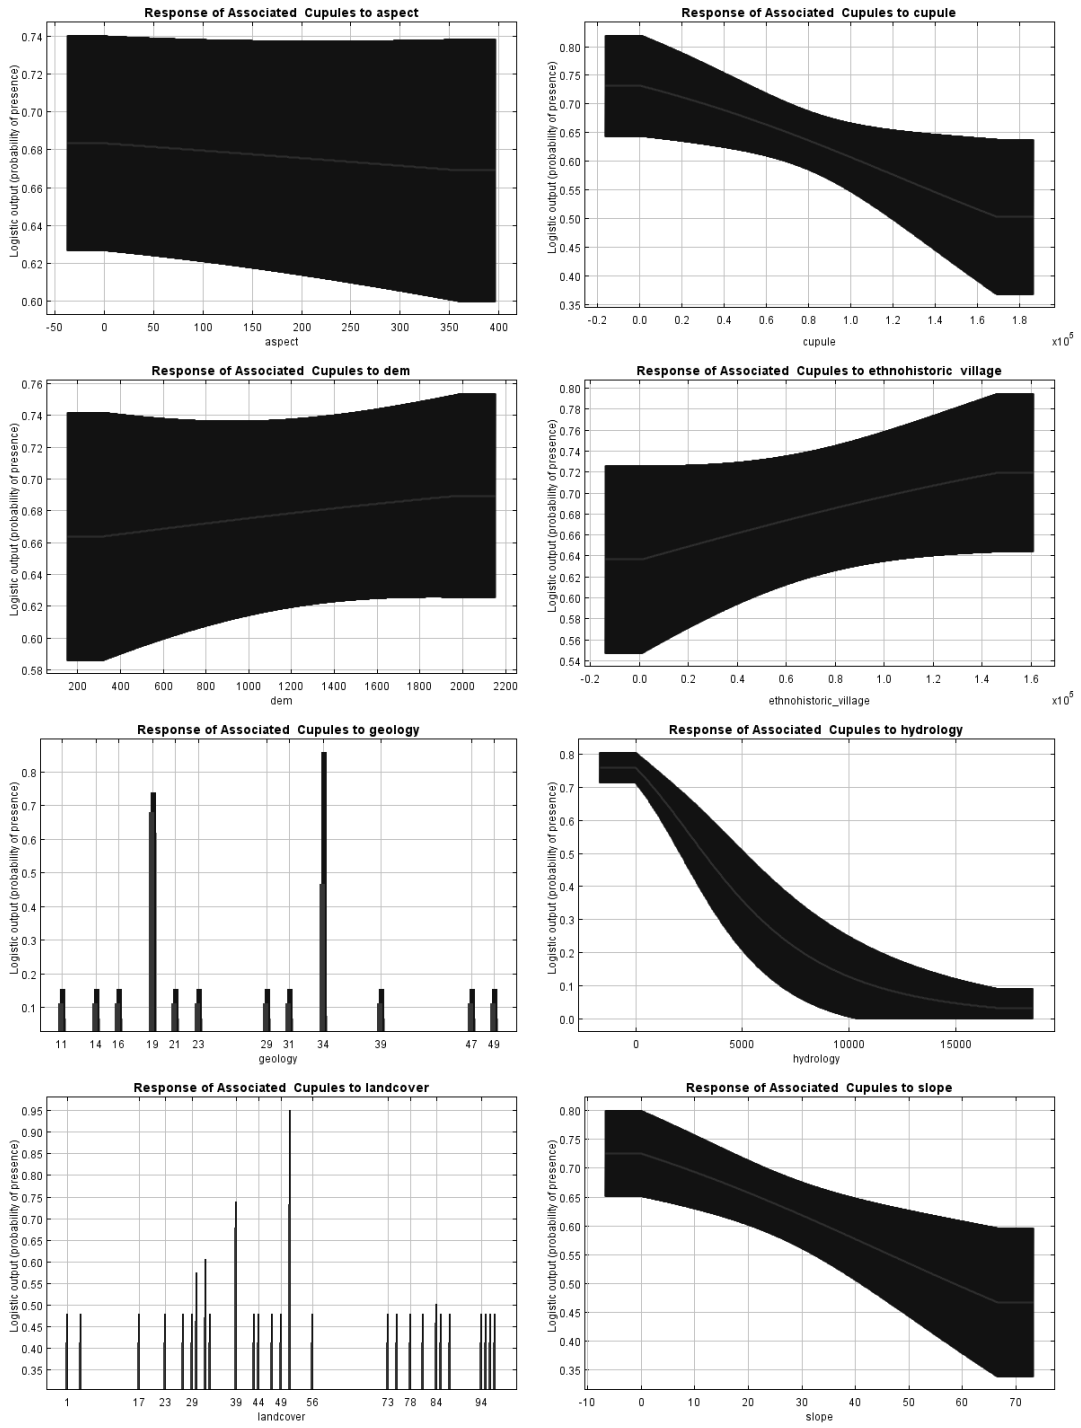 Response of Associated Cupules to aspect
Logistic output (probability of presence)
0.74
0.72
0.70
0.68
0.66
0.64
0.62
0.60
-50 0 50 100 150 200 250 300 350 400
aspect
Response of Associated Cupules to cupule
Logistic output (probability of presence)
0.80
0.75
0.70
0.65
0.60
0.55
0.50
0.45
0.40
0.35
-0.2 0.0 0.2 0.4 0.6 0.8 1.0 1.2 1.4 1.6 1.8
cupule
x10^5
Response of Associated Cupules to dem
Logistic output (probability of presence)
0.76
0.74
0.72
0.70
0.68
0.66
0.64
0.62
0.60
0.58
200 400 600 800 1000 1200 1400 1600 1800 2000 2200
dem
Response of Associated Cupules to ethnohistoric village
Logistic output (probability of presence)
0.80
0.78
0.76
0.74
0.72
0.70
0.68
0.66
0.64
0.62
0.60
0.58
0.56
0.54
-0.2 0.0 0.2 0.4 0.6 0.8 1.0 1.2 1.4 1.6
ethnohistoric_village
x10^5
Response of Associated Cupules to geology
Logistic output (probability of presence)
0.8
0.7
0.6
0.5
0.4
0.3
0.2
0.1
11 14 16 19 21 23 29 31 34 39 47 49
geology
Response of Associated Cupules to hydrology
Logistic output (probability of presence)
0.8
0.7
0.6
0.5
0.4
0.3
0.2
0.1
0.0
0 5000 10000 15000
hydrology
Response of Associated Cupules to landcover
Logistic output (probability of presence)
0.95
0.90
0.85
0.80
0.75
0.70
0.65
0.60
0.55
0.50
0.45
0.40
0.35
1 17 23 29 39 44 49 56 73 78 84 94
landcover
Response of Associated Cupules to slope
Logistic output (probability of presence)
0.80
0.75
0.70
0.65
0.60
0.55
0.50
0.45
0.40
0.35
-10 0 10 20 30 40 50 60 70
slope